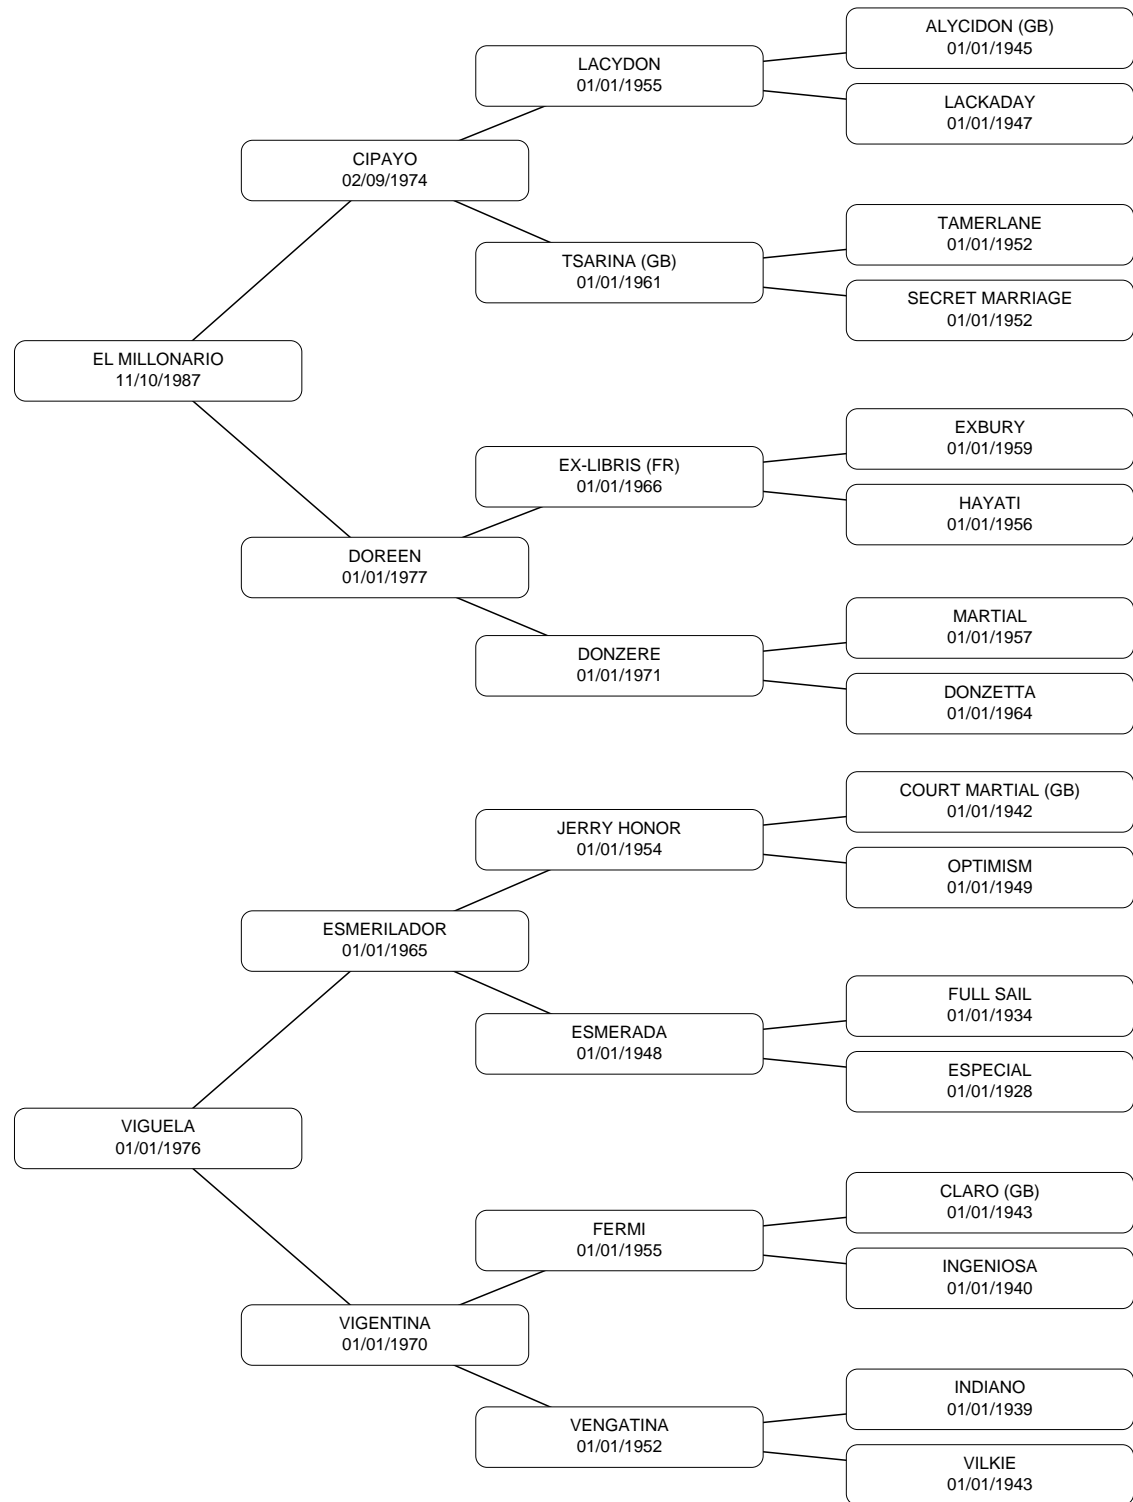 ALYCIDON (GB)
01/01/1945
LACYDON
01/01/1955
LACKADAY
01/01/1947
CIPAYO
02/09/1974
TAMERLANE
01/01/1952
TSARINA (GB)
01/01/1961
SECRET MARRIAGE
01/01/1952
EL MILLONARIO
11/10/1987
EXBURY
01/01/1959
EX-LIBRIS (FR)
01/01/1966
HAYATI
01/01/1956
DOREEN
01/01/1977
MARTIAL
01/01/1957
DONZERE
01/01/1971
DONZETTA
01/01/1964
COURT MARTIAL (GB)
01/01/1942
JERRY HONOR
01/01/1954
OPTIMISM
01/01/1949
ESMERILADOR
01/01/1965
FULL SAIL
01/01/1934
ESMERADA
01/01/1948
ESPECIAL
01/01/1928
VIGUELA
01/01/1976
CLARO (GB)
01/01/1943
FERMI
01/01/1955
INGENIOSA
01/01/1940
VIGENTINA
01/01/1970
INDIANO
01/01/1939
VENGATINA
01/01/1952
VILKIE
01/01/1943